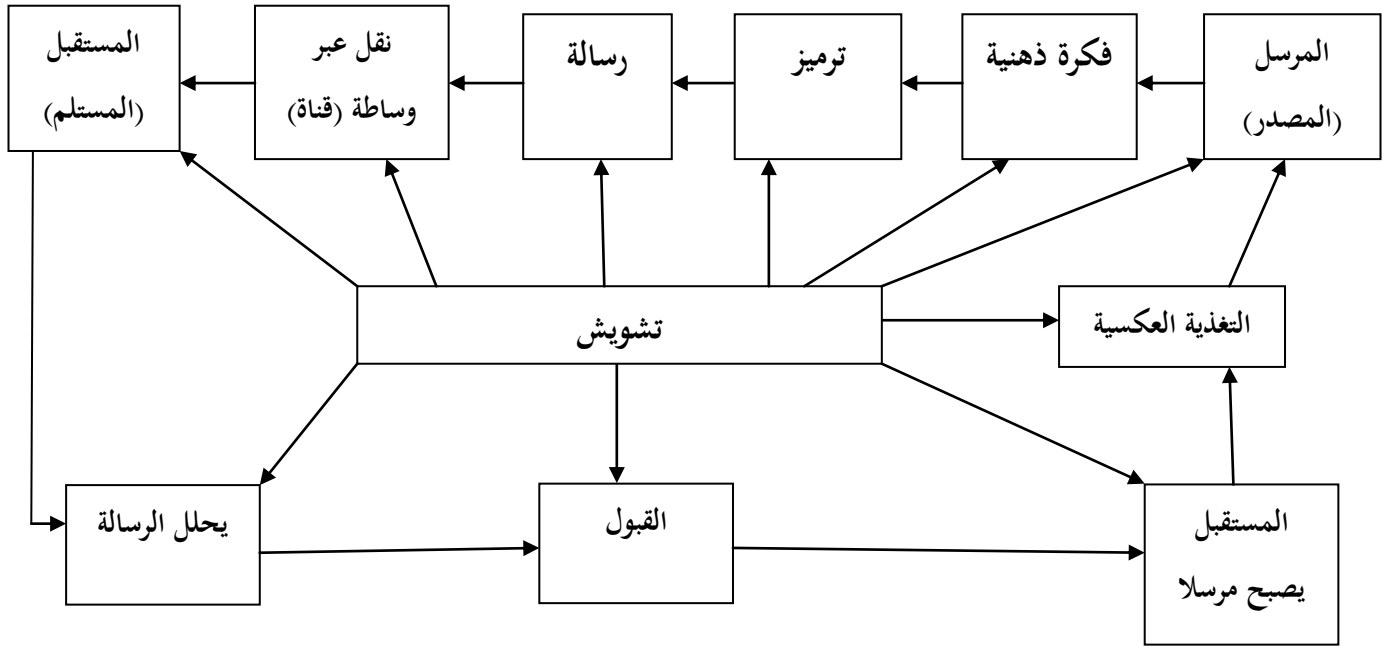 المرسل
(المصدر)
فكرة ذهنية
ترميز
رسالة
نقل عبر
وساطة (قناة)
المستقبل
(المستلم)
تشويش
التغذية العكسية
يحلل الرسالة
القبول
المستقبل
يصبح مرسلا